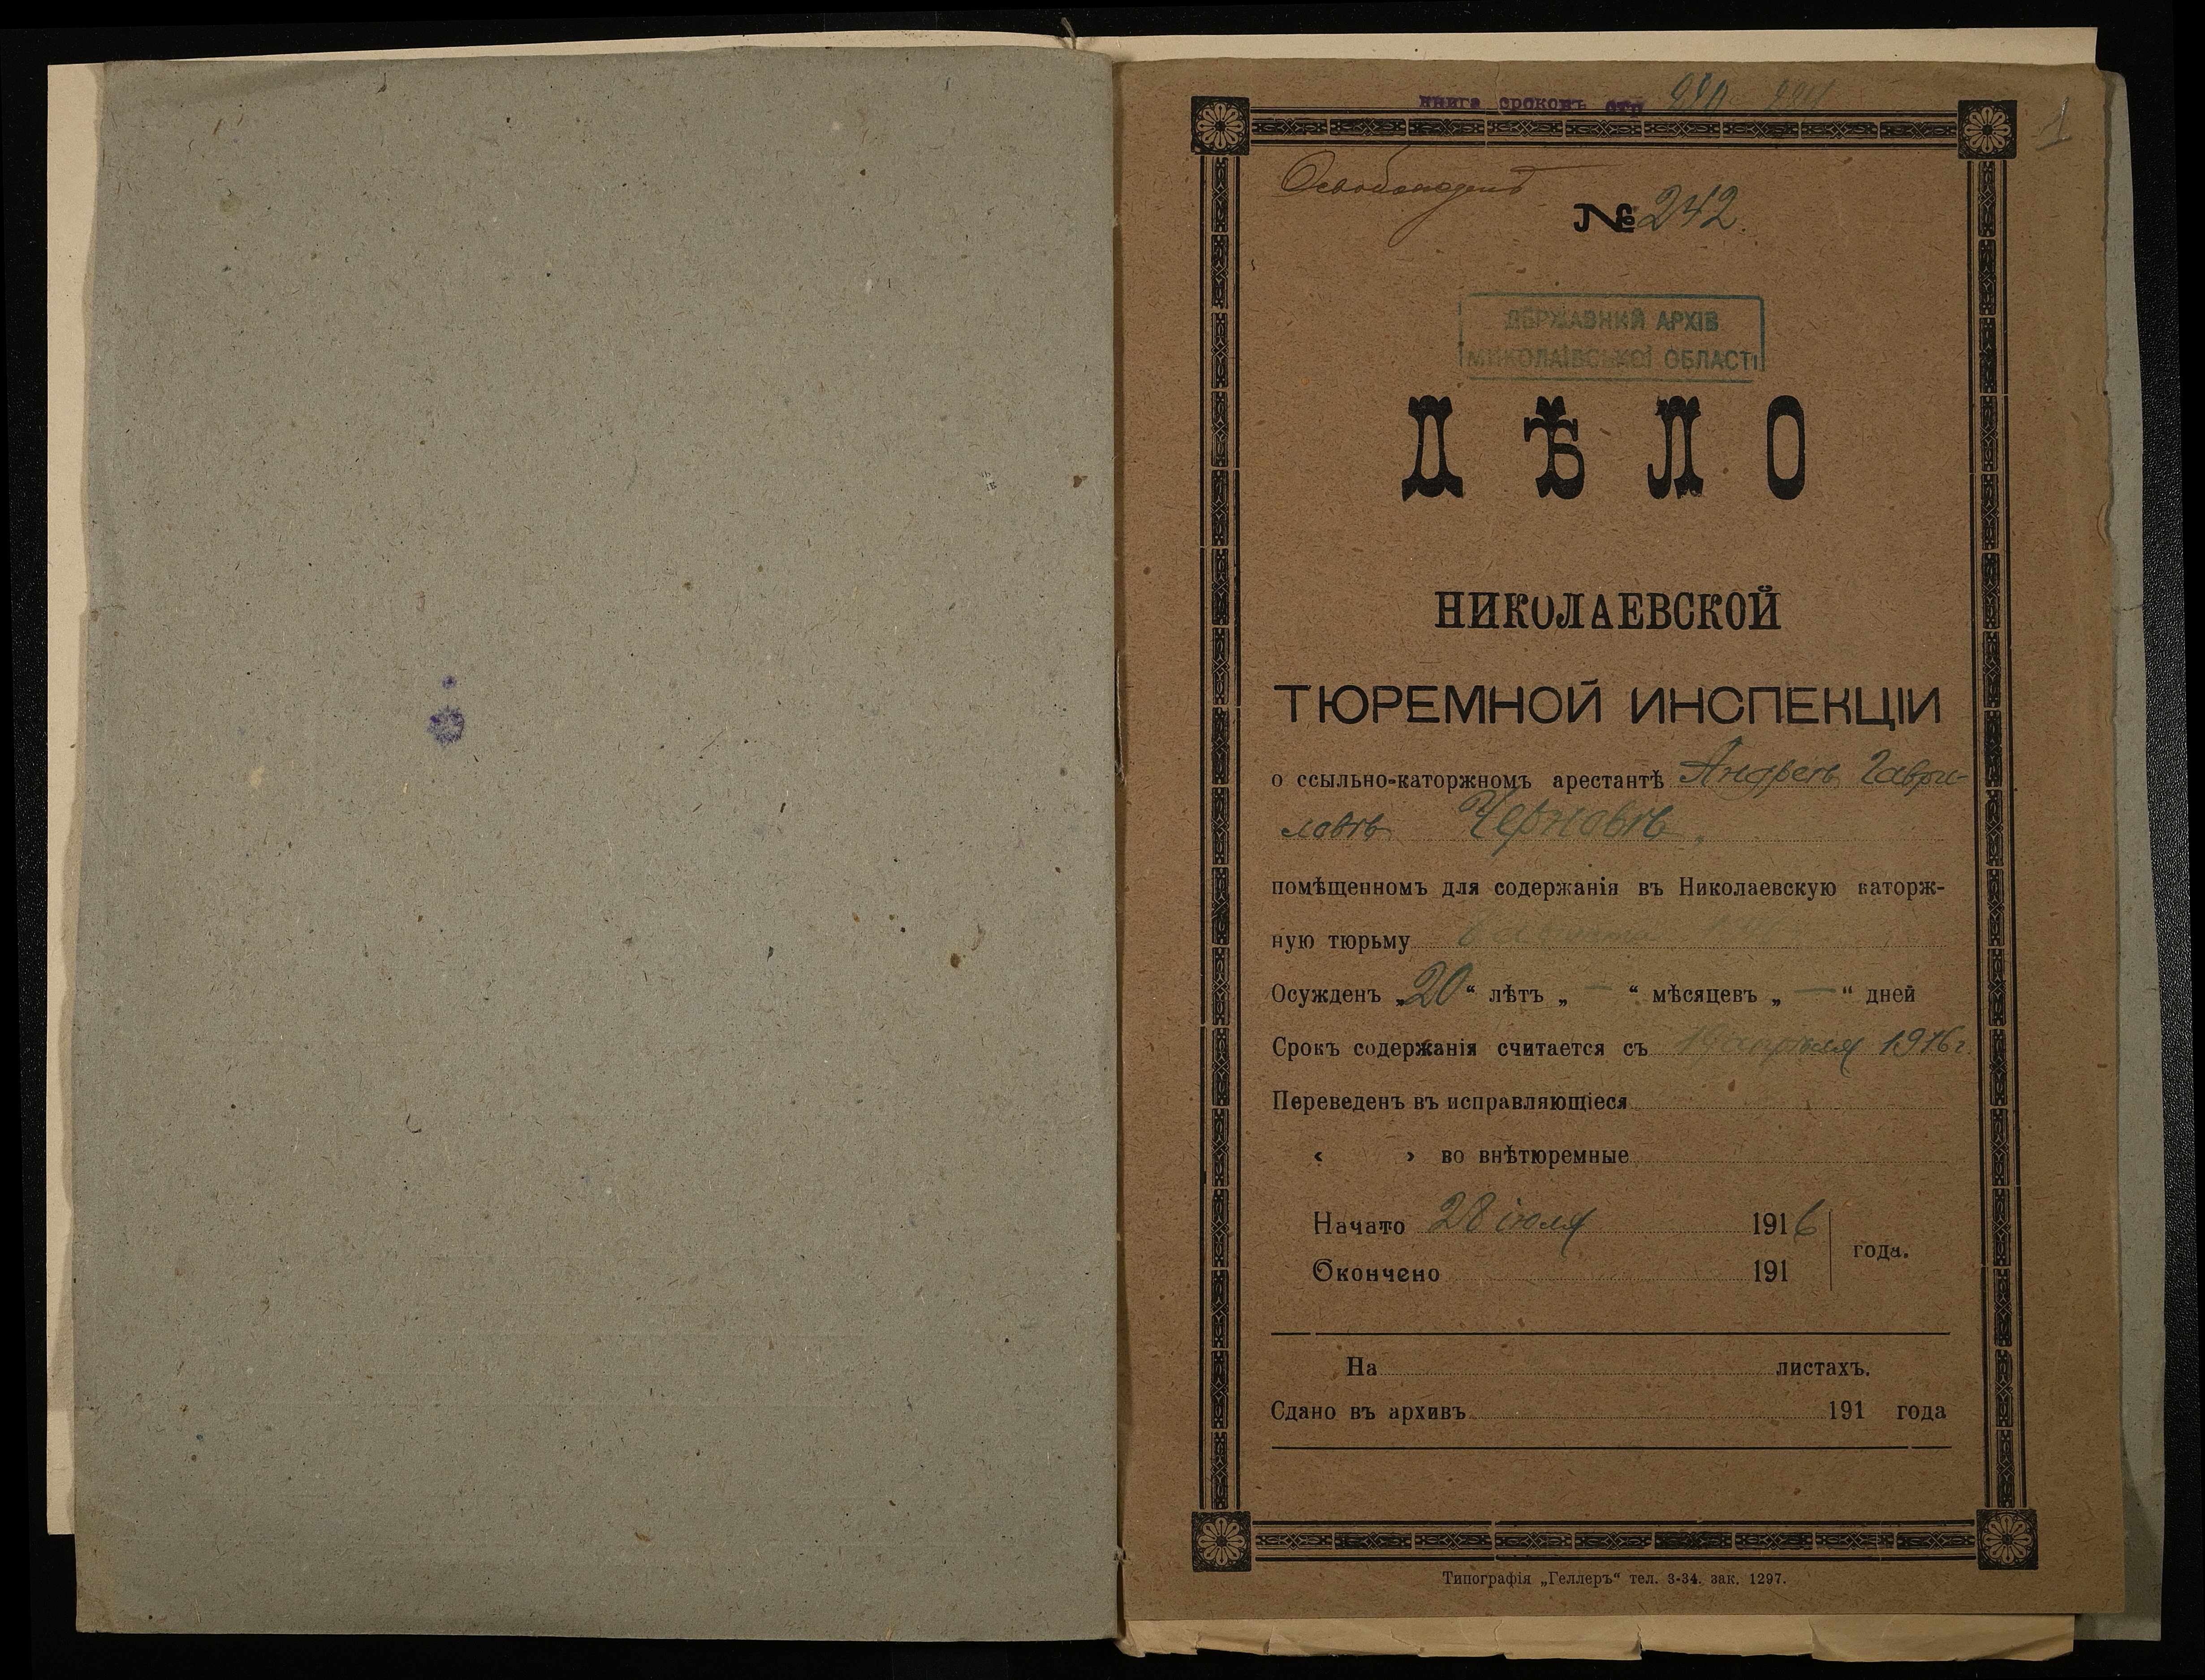 книга сроковъ стр
1
Освобожденъ
№ 242.
ДЕРЖАВНИЙ АРХІВ
МИКОЛАЇВСЬКОЇ ОБЛАСТІ
ДѢЛО
НИКОЛАЕВСКОЙ
ТЮРЕМНОЙ ИНСПЕКЦІИ
о ссыльно-каторжномъ арестантѣ Андреѣ Гаври-
ловѣ Черновѣ.
помѣщенномъ для содержанія въ Николаевскую каторж-
ную тюрьму
Осужденъ „20“ лѣтъ „ — “ мѣсяцевъ „ — “ дней
Срокъ содержанія считается съ 19 апрѣля 1916 г.
Переведенъ въ исправляющіеся
‹ › во внѣтюремные
Начато 28 іюля 1916
года.
Окончено 191
На листахъ.
Сдано въ архивъ 191 года
Типографія „Геллеръ“ тел. 3-34. зак. 1297.